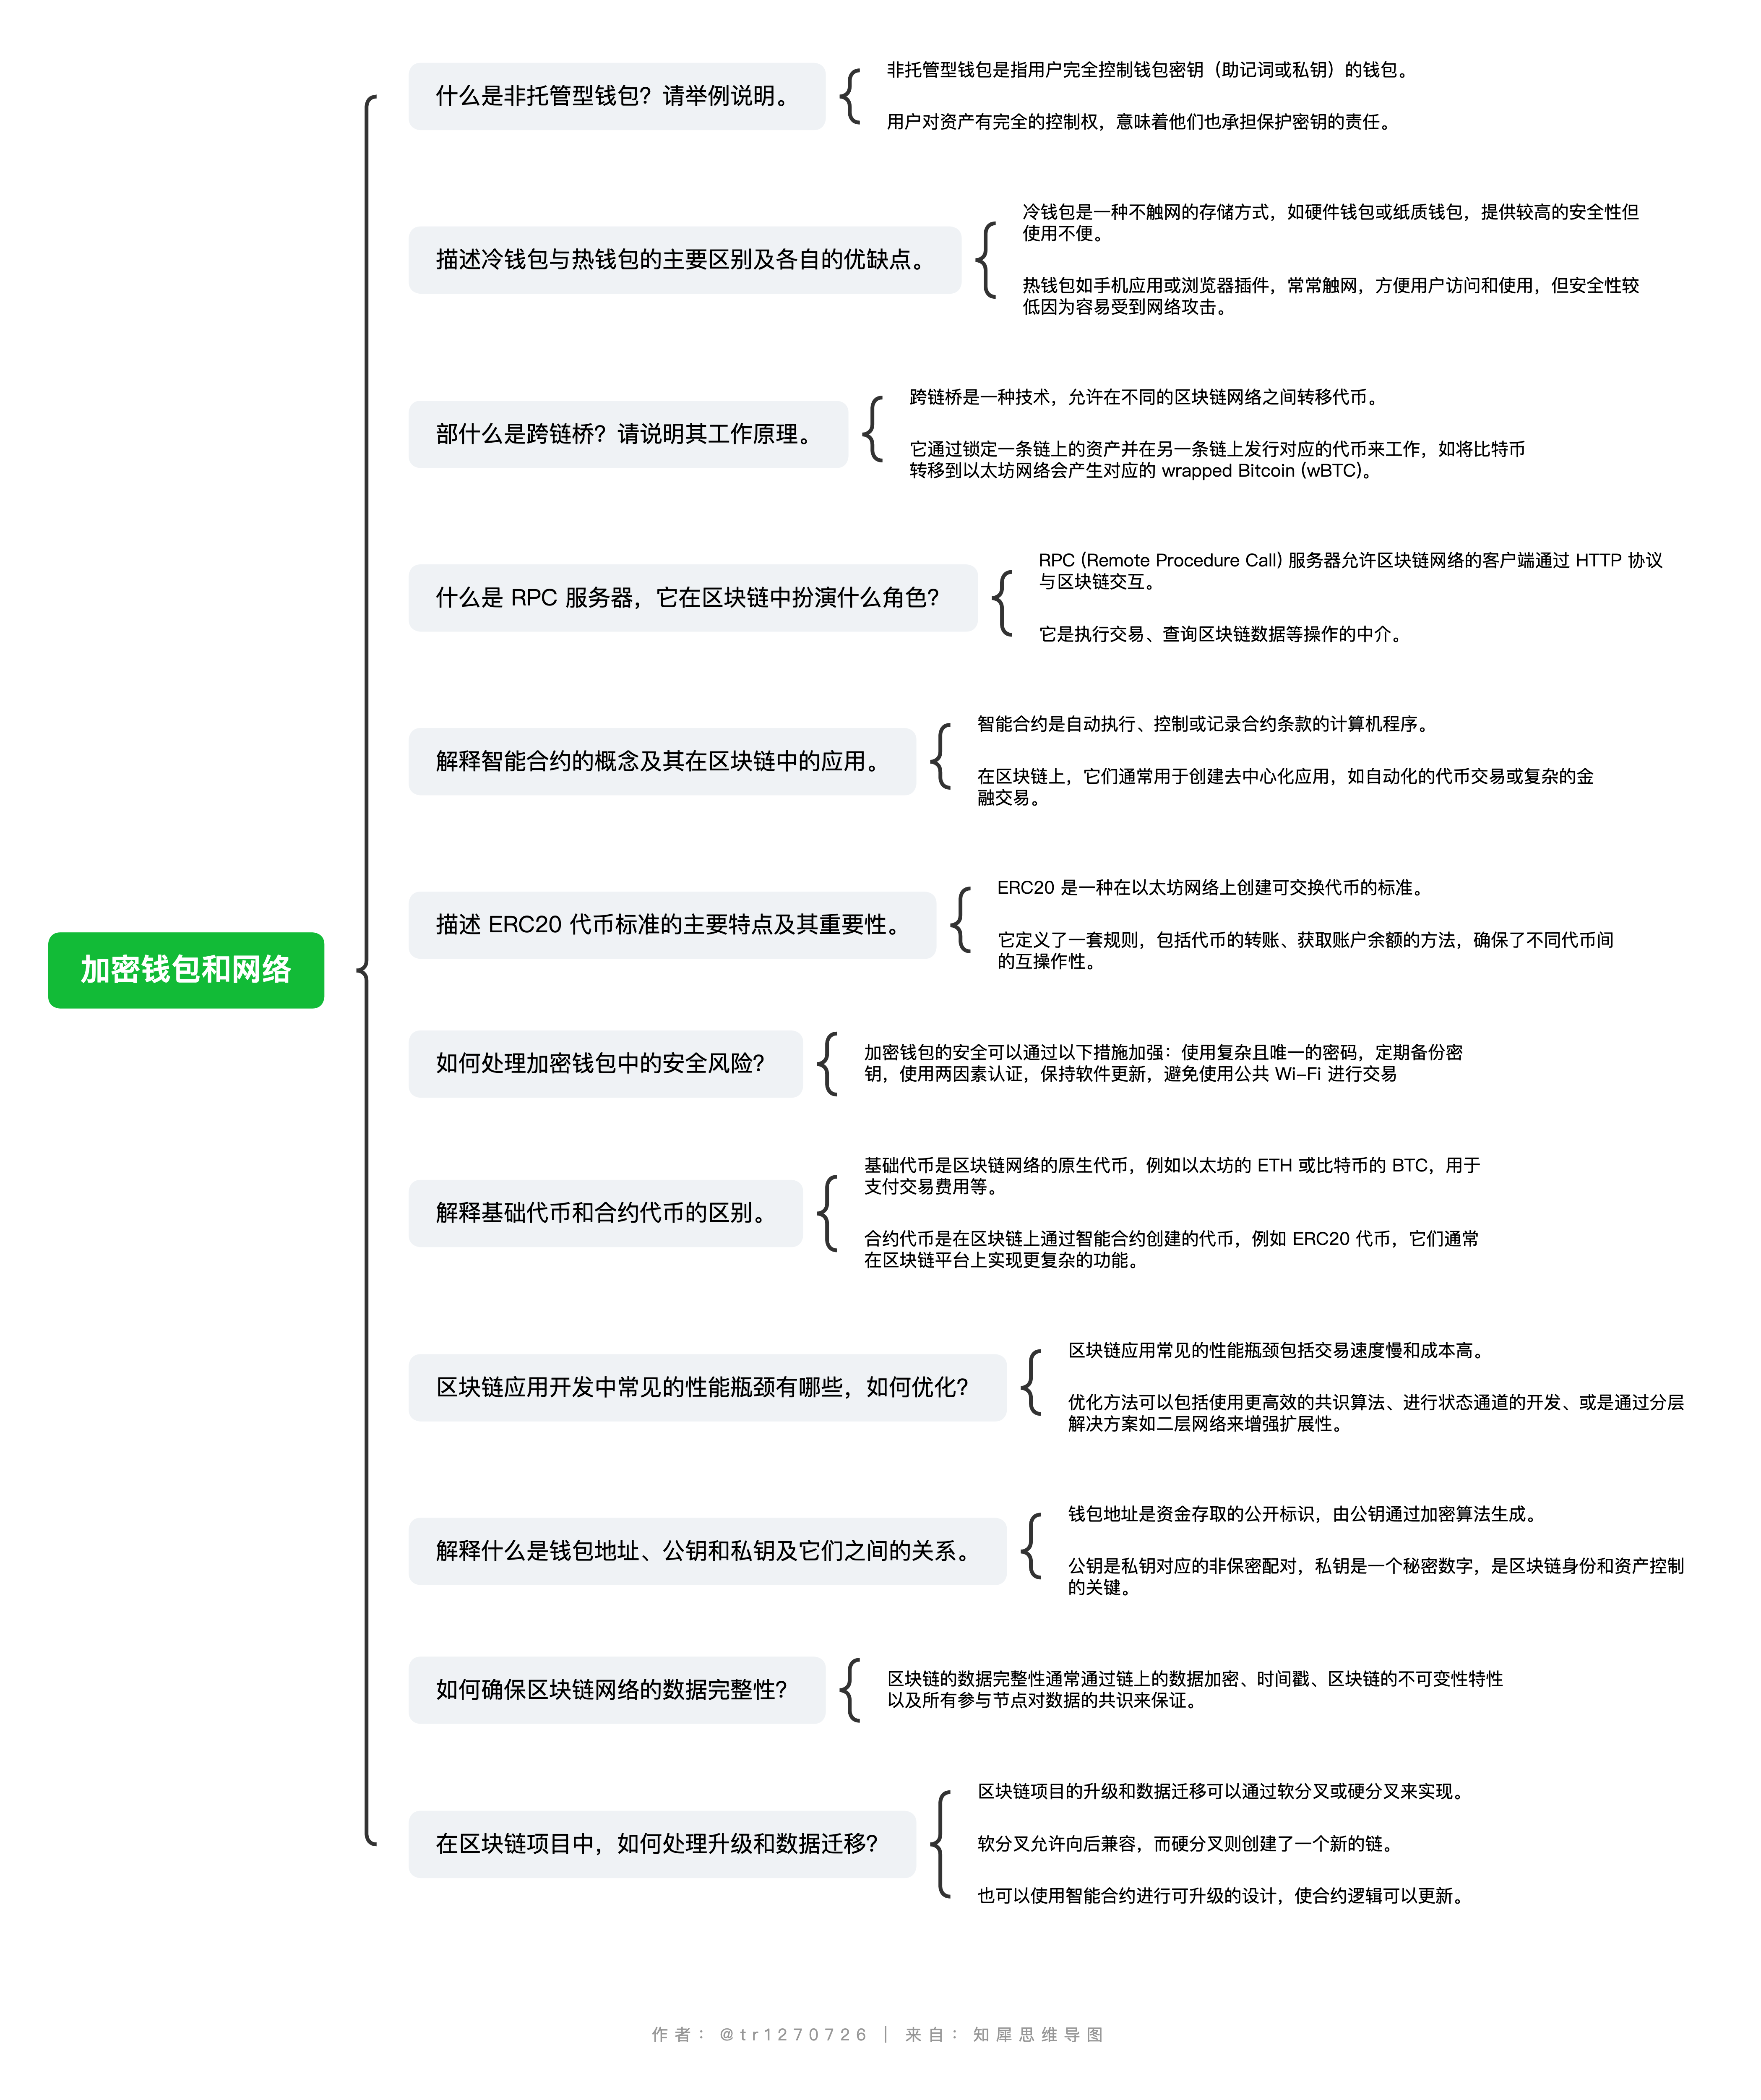 什么是非托管型钱包？请举例说明。
非托管型钱包是指用户完全控制钱包密钥（助记词或私钥）的钱包。
用户对资产有完全的控制权，意味着他们也承担保护密钥的责任。
描述冷钱包与热钱包的主要区别及各自的优缺点。
冷钱包是一种不触网的存储方式，如硬件钱包或纸质钱包，提供较高的安全性但
使用不便。
热钱包如手机应用或浏览器插件，常常触网，方便用户访问和使用，但安全性较
低因为容易受到网络攻击。
部什么是跨链桥？请说明其工作原理。
跨链桥是一种技术，允许在不同的区块链网络之间转移代币。
它通过锁定一条链上的资产并在另一条链上发行对应的代币来工作，如将比特币
转移到以太坊网络会产生对应的 wrapped Bitcoin (wBTC)。
什么是 RPC 服务器，它在区块链中扮演什么角色？
RPC (Remote Procedure Call) 服务器允许区块链网络的客户端通过 HTTP 协议
与区块链交互。
它是执行交易、查询区块链数据等操作的中介。
解释智能合约的概念及其在区块链中的应用。
智能合约是自动执行、控制或记录合约条款的计算机程序。
在区块链上，它们通常用于创建去中心化应用，如自动化的代币交易或复杂的金
融交易。
描述 ERC20 代币标准的主要特点及其重要性。
ERC20 是一种在以太坊网络上创建可交换代币的标准。
它定义了一套规则，包括代币的转账、获取账户余额的方法，确保了不同代币间
的互操作性。
加密钱包和网络
如何处理加密钱包中的安全风险？
加密钱包的安全可以通过以下措施加强：使用复杂且唯一的密码，定期备份密
钥，使用两因素认证，保持软件更新，避免使用公共 Wi-Fi 进行交易
解释基础代币和合约代币的区别。
基础代币是区块链网络的原生代币，例如以太坊的 ETH 或比特币的 BTC，用于
支付交易费用等。
合约代币是在区块链上通过智能合约创建的代币，例如 ERC20 代币，它们通常
在区块链平台上实现更复杂的功能。
区块链应用开发中常见的性能瓶颈有哪些，如何优化？
区块链应用常见的性能瓶颈包括交易速度慢和成本高。
优化方法可以包括使用更高效的共识算法、进行状态通道的开发、或是通过分层
解决方案如二层网络来增强扩展性。
解释什么是钱包地址、公钥和私钥及它们之间的关系。
钱包地址是资金存取的公开标识，由公钥通过加密算法生成。
公钥是私钥对应的非保密配对，私钥是一个秘密数字，是区块链身份和资产控制
的关键。
如何确保区块链网络的数据完整性？
区块链的数据完整性通常通过链上的数据加密、时间戳、区块链的不可变性特性
以及所有参与节点对数据的共识来保证。
在区块链项目中，如何处理升级和数据迁移？
区块链项目的升级和数据迁移可以通过软分叉或硬分叉来实现。
软分叉允许向后兼容，而硬分叉则创建了一个新的链。
也可以使用智能合约进行可升级的设计，使合约逻辑可以更新。
作者：@tr1270726 | 来自：知犀思维导图